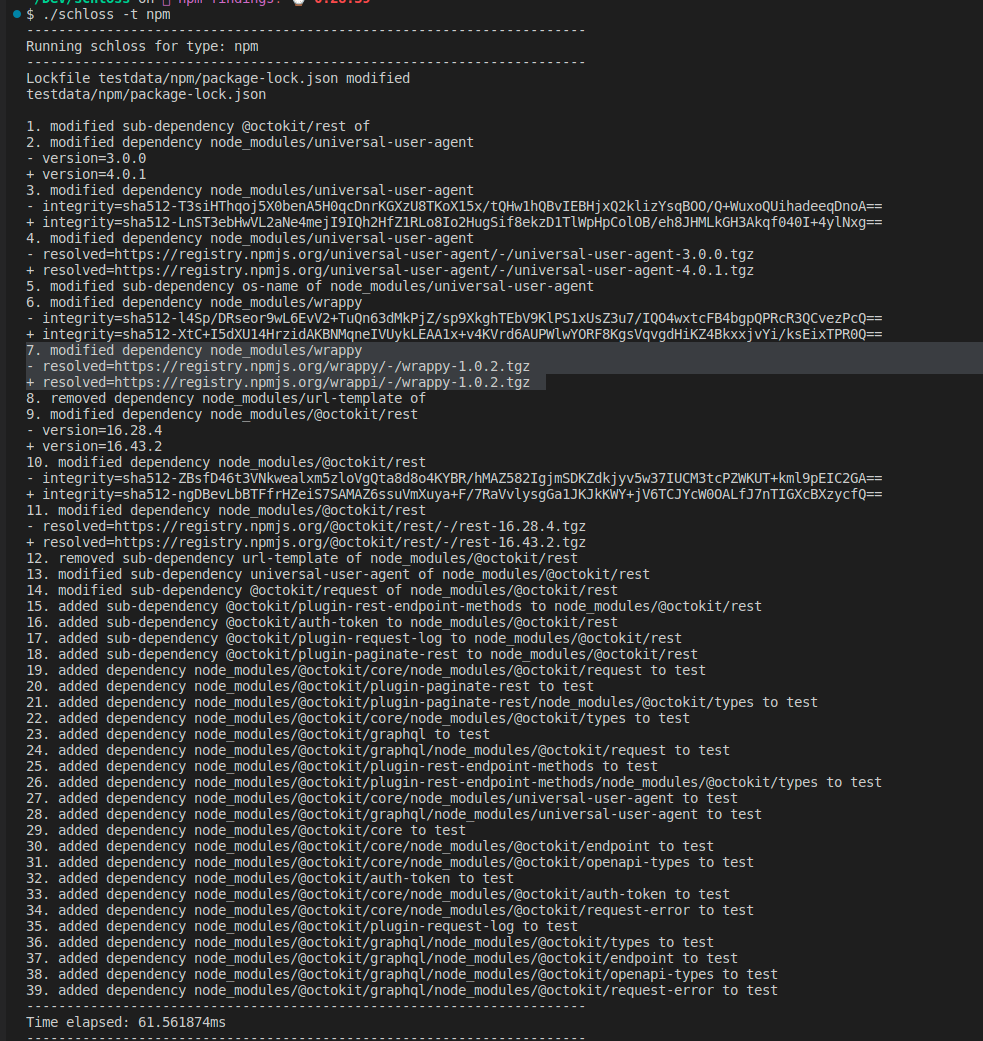 $ ./schloss -t npm
----------------------------------------------------------------------
Running schloss for type: npm
----------------------------------------------------------------------
Lockfile testdata/npm/package-lock.json modified
testdata/npm/package-lock.json
1. modified sub-dependency @octokit/rest of
2. modified dependency node_modules/universal-user-agent
- version=3.0.0
+ version=4.0.1
3. modified dependency node_modules/universal-user-agent
- integrity=sha512-T3siHThqoj5X0benA5H0qcDnrKGXzU8TKoX15x/tQHw1hQBvIEBHjxQ2klizYsqBOO/Q+WuxoQUihadeeqDnoA==
+ integrity=sha512-LnST3ebHwVL2aNe4mejI9IQh2HfZ1RLo8Io2HugSif8ekzD1TlWpHpColOB/eh8JHMLkGH3Akqf040I+4ylNxg==
4. modified dependency node_modules/universal-user-agent
- resolved=https://registry.npmjs.org/universal-user-agent/-/universal-user-agent-3.0.0.tgz
+ resolved=https://registry.npmjs.org/universal-user-agent/-/universal-user-agent-4.0.1.tgz
5. modified sub-dependency os-name of node_modules/universal-user-agent
6. modified dependency node_modules/wrappy
- integrity=sha512-l4Sp/DRseor9wL6EvV2+TuQn63dMkPjZ/sp9XkghTEbV9KlPS1xUsZ3u7/IQO4wxtcFB4bgpQPRcR3QCvezPcQ==
+ integrity=sha512-XtC+I5dXU14HrzidAKBNMqneIVUykLEAA1x+v4KVrd6AUPWlwYORF8KgsVqvgdHiKZ4BkxxjvYi/ksEixTPR0Q==
7. modified dependency node_modules/wrappy
- resolved=https://registry.npmjs.org/wrappy/-/wrappy-1.0.2.tgz
+ resolved=https://registry.npmjs.org/wrappi/-/wrappy-1.0.2.tgz
8. removed dependency node_modules/url-template of
9. modified dependency node_modules/@octokit/rest
- version=16.28.4
+ version=16.43.2
10. modified dependency node_modules/@octokit/rest
- integrity=sha512-ZBsfD46t3VNkwealxm5zloVgQta8d8o4KYBR/hMAZ582IgjmSDKZdkjyv5w37IUCM3tcPZWKUT+kml9pEIC2GA==
+ integrity=sha512-ngDBevLbBTFfrHZeiS7SAMAZ6ssuVmXuya+F/7RaVvlysgGa1JKJkKWY+jV6TCJYcW0OALfJ7nTIGXcBXzycfQ==
11. modified dependency node_modules/@octokit/rest
- resolved=https://registry.npmjs.org/@octokit/rest/-/rest-16.28.4.tgz
+ resolved=https://registry.npmjs.org/@octokit/rest/-/rest-16.43.2.tgz
12. removed sub-dependency url-template of node_modules/@octokit/rest
13. modified sub-dependency universal-user-agent of node_modules/@octokit/rest
14. modified sub-dependency @octokit/request of node_modules/@octokit/rest
15. added sub-dependency @octokit/plugin-rest-endpoint-methods to node_modules/@octokit/rest
16. added sub-dependency @octokit/auth-token to node_modules/@octokit/rest
17. added sub-dependency @octokit/plugin-request-log to node_modules/@octokit/rest
18. added sub-dependency @octokit/plugin-paginate-rest to node_modules/@octokit/rest
19. added dependency node_modules/@octokit/core/node_modules/@octokit/request to test
20. added dependency node_modules/@octokit/plugin-paginate-rest to test
21. added dependency node_modules/@octokit/plugin-paginate-rest/node_modules/@octokit/types to test
22. added dependency node_modules/@octokit/core/node_modules/@octokit/types to test
23. added dependency node_modules/@octokit/graphql to test
24. added dependency node_modules/@octokit/graphql/node_modules/@octokit/request to test
25. added dependency node_modules/@octokit/plugin-rest-endpoint-methods to test
26. added dependency node_modules/@octokit/plugin-rest-endpoint-methods/node_modules/@octokit/types to test
27. added dependency node_modules/@octokit/core/node_modules/universal-user-agent to test
28. added dependency node_modules/@octokit/graphql/node_modules/universal-user-agent to test
29. added dependency node_modules/@octokit/core to test
30. added dependency node_modules/@octokit/core/node_modules/@octokit/endpoint to test
31. added dependency node_modules/@octokit/core/node_modules/@octokit/openapi-types to test
32. added dependency node_modules/@octokit/auth-token to test
33. added dependency node_modules/@octokit/core/node_modules/@octokit/auth-token to test
34. added dependency node_modules/@octokit/core/node_modules/@octokit/request-error to test
35. added dependency node_modules/@octokit/plugin-request-log to test
36. added dependency node_modules/@octokit/graphql/node_modules/@octokit/types to test
37. added dependency node_modules/@octokit/graphql/node_modules/@octokit/endpoint to test
38. added dependency node_modules/@octokit/graphql/node_modules/@octokit/openapi-types to test
39. added dependency node_modules/@octokit/graphql/node_modules/@octokit/request-error to test
----------------------------------------------------------------------
Time elapsed: 61.561874ms
----------------------------------------------------------------------